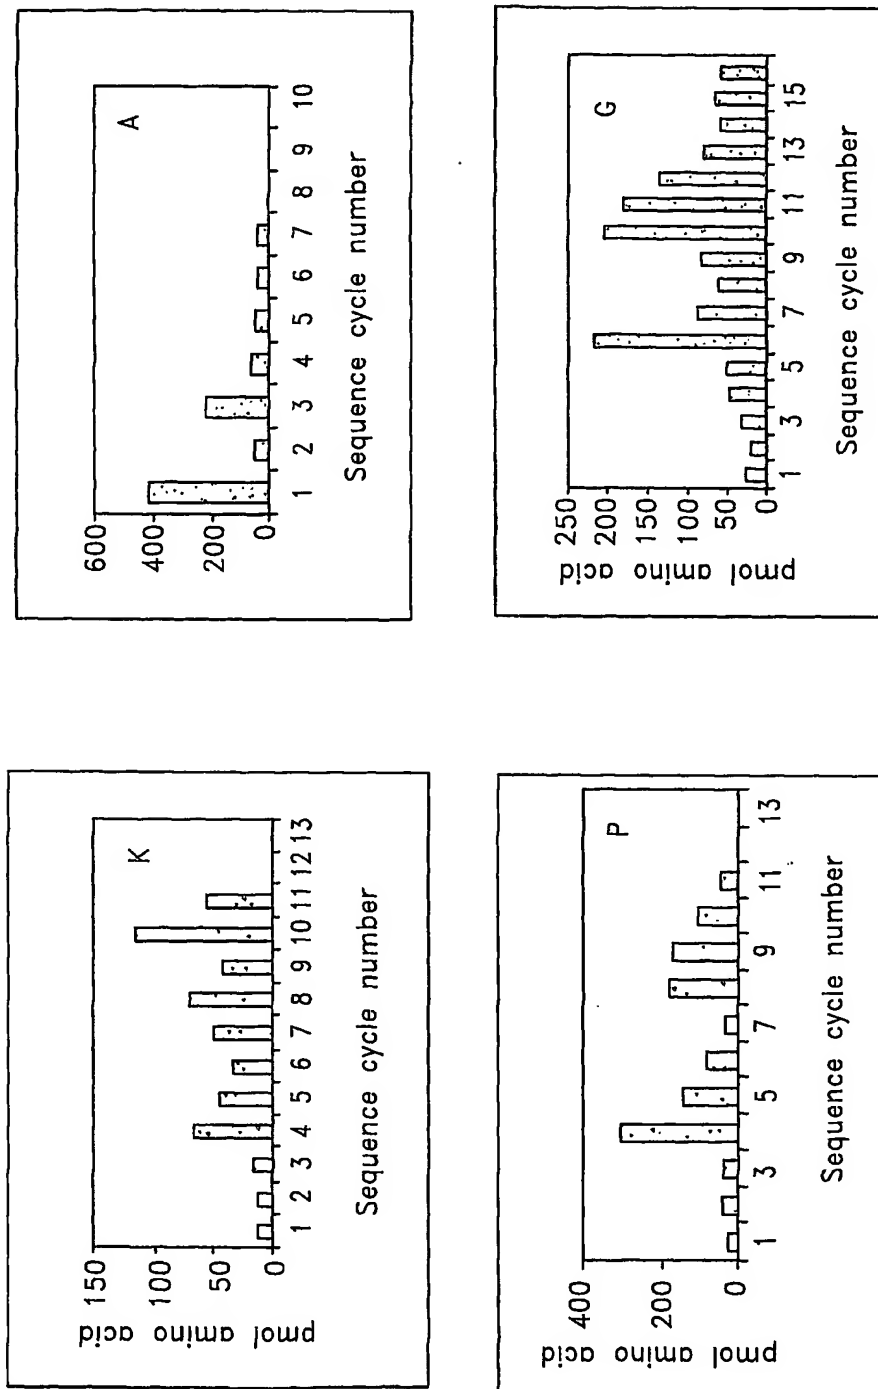 pmol amino acid
150
100
50
0
K
1 2 3 4 5 6 7 8 9 10 11 12 13
Sequence cycle number
600
400
200
0
A
1 2 3 4 5 6 7 8 9 10
Sequence cycle number
pmol amino acid
400
200
0
P
1 3 5 7 9 11 13
Sequence cycle number
pmol amino acid
250
200
150
100
50
0
G
1 3 5 7 9 11 13 15
Sequence cycle number